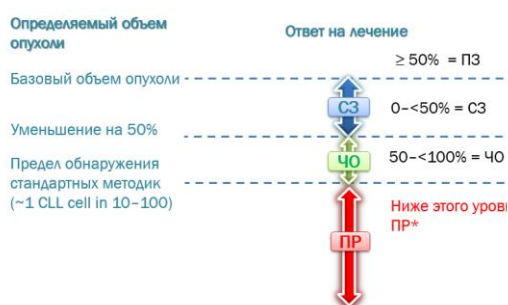 Определяемый объем
опухоли
Ответ на лечение
≥ 50% = ПЗ
Базовый объем опухоли
СЗ
0–<50% = СЗ
Уменьшение на 50%
ЧО
50–<100% = ЧО
Предел обнаружения
стандартных методик
(~1 CLL cell in 10–100)
Ниже этого уровн
ПР*
ПР